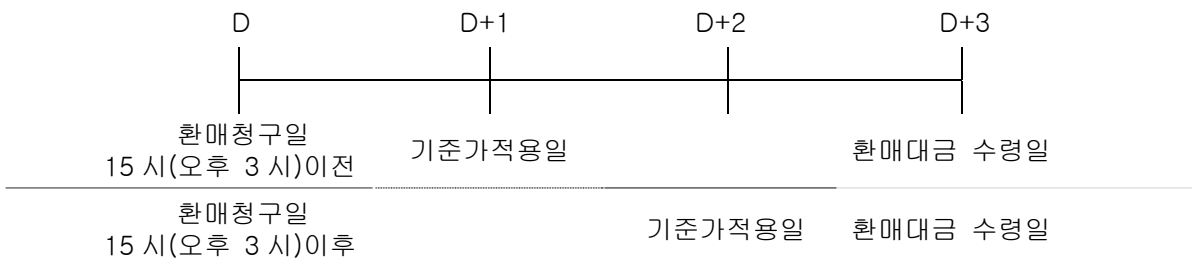 D D+1 D+2 D+3
환매청구일
15 시(오후 3 시)이전 기준가적용일 환매대금 수령일
환매청구일
15 시(오후 3 시)이후 기준가적용일 환매대금 수령일